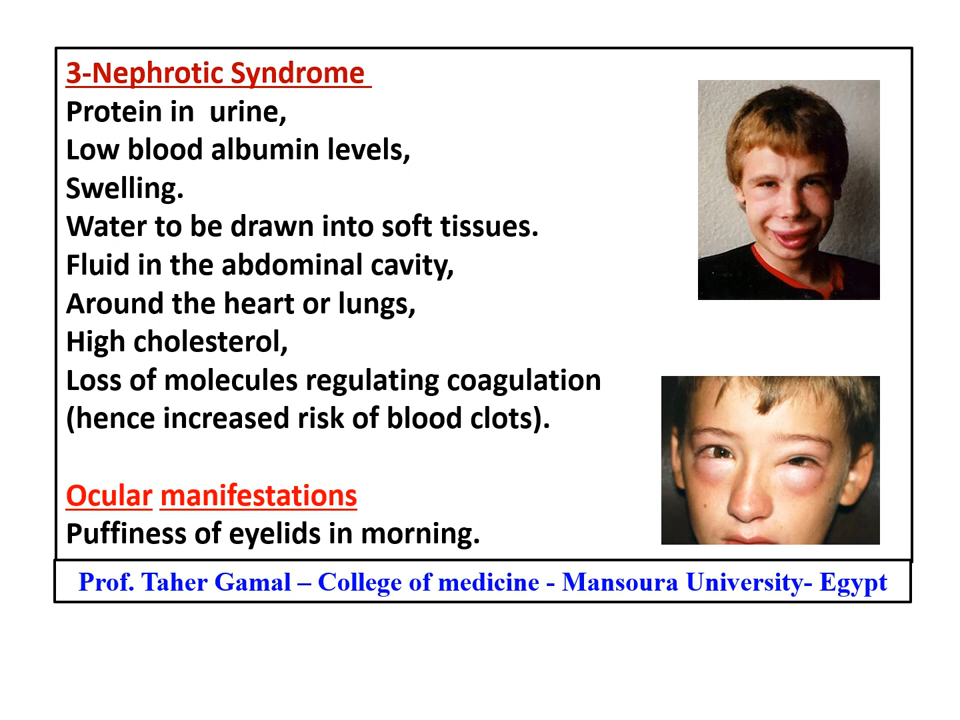 3-Nephrotic Syndrome
Protein in urine,
Low blood albumin levels,
Swelling.
Water to be drawn into soft tissues.
Fluid in the abdominal cavity,
Around the heart or lungs,
High cholesterol,
Loss of molecules regulating coagulation
(hence increased risk of blood clots).
Ocular manifestations
Puffiness of eyelids in morning.
Prof. Taher Gamal – College of medicine - Mansoura University- Egypt